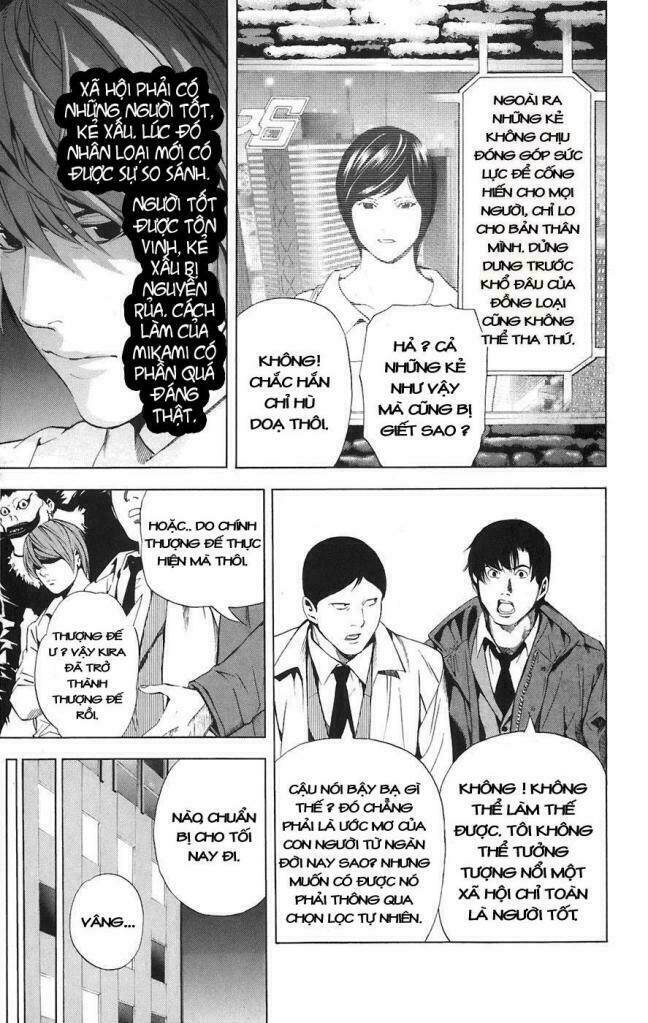 NGOÀI RA
NHỮNG KẺ
KHÔNG CHỊU
ĐÓNG GÓP SỨC
LỰC ĐỂ CỐNG
HIẾN CHO MỌI
NGƯỜI, CHỈ LO
CHO BẢN THÂN
MÌNH. DỬNG
DƯNG TRƯỚC
KHỔ ĐÂU CỦA
ĐỒNG LOẠI
CŨNG KHÔNG
THỂ THA THỨ.
HẢ ? CẢ
NHỮNG KẺ
NHƯ VẬY
MÀ CŨNG BỊ
GIẾT SAO ?
KHÔNG!
CHẮC HẮN
CHỈ HÙ
DOẠ THÔI.
XÃ HỘI PHẢI CÓ
NHỮNG NGƯỜI TỐT,
KẺ XẤU. LÚC ĐÓ
NHÂN LOẠI MỚI CÓ
ĐƯỢC SỰ SO SÁNH.
NGƯỜI TỐT
ĐƯỢC TÔN
VINH, KẺ
XẤU BỊ
NGUYỀN
RỦA. CÁCH
LÀM CỦA
MIKAMI CÓ
PHẦN QUÁ
ĐÁNG
THẬT.
KHÔNG ! KHÔNG
THỂ LÀM THẾ
ĐƯỢC. TÔI KHÔNG
THỂ TƯỞNG
TƯỢNG NỔI MỘT
XÃ HỘI CHỈ TOÀN
LÀ NGƯỜI TỐT.
CẬU NÓI BẬY BẠ GÌ
THẾ ? ĐÓ CHẲNG
PHẢI LÀ ƯỚC MƠ CỦA
CON NGƯỜI TỪ NGÀN
ĐỜI NAY SAO? NHƯNG
MUỐN CÓ ĐƯỢC NÓ
PHẢI THÔNG QUA
CHỌN LỌC TỰ NHIÊN.
HOẶC.. DO CHÍNH
THƯỢNG ĐẾ THỰC
HIỆN MÀ THÔI.
THƯỢNG ĐẾ
Ư ? VẬY KIRA
ĐÃ TRỞ
THÀNH
THƯỢNG ĐẾ
RỒI.
NÀO, CHUẨN
BỊ CHO TỐI
NAY ĐI.
VÂNG...